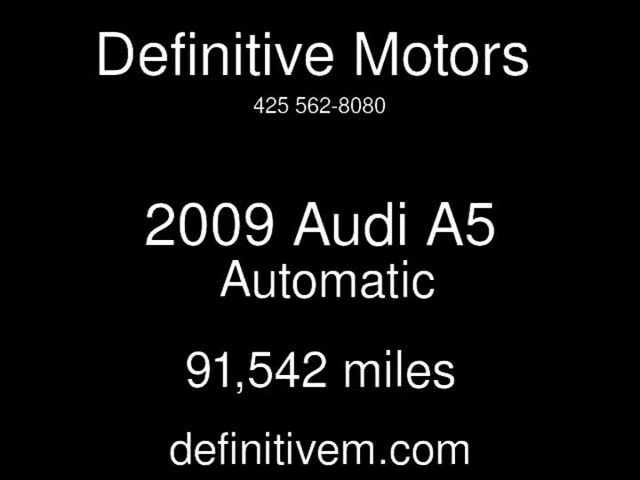 Definitive Motors
425 562-8080
2009 Audi A5
Automatic
91,542 miles
definitivem.com